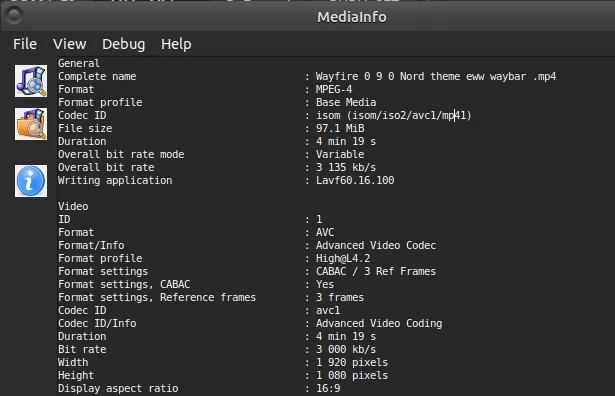 MediaInfo
File View Debug Help
General
Complete name : Wayfire 0 9 0 Nord theme eww waybar .mp4
Format : MPEG-4
Format profile : Base Media
Codec ID : isom (isom/iso2/avc1/mp41)
File size : 97.1 MiB
Duration : 4 min 19 s
Overall bit rate mode : Variable
Overall bit rate : 3 135 kb/s
Writing application : Lavf60.16.100
Video
ID : 1
Format : AVC
Format/Info : Advanced Video Codec
Format profile : High@L4.2
Format settings : CABAC / 3 Ref Frames
Format settings, CABAC : Yes
Format settings, Reference frames : 3 frames
Codec ID : avc1
Codec ID/Info : Advanced Video Coding
Duration : 4 min 19 s
Bit rate : 3 000 kb/s
Width : 1 920 pixels
Height : 1 080 pixels
Display aspect ratio : 16:9